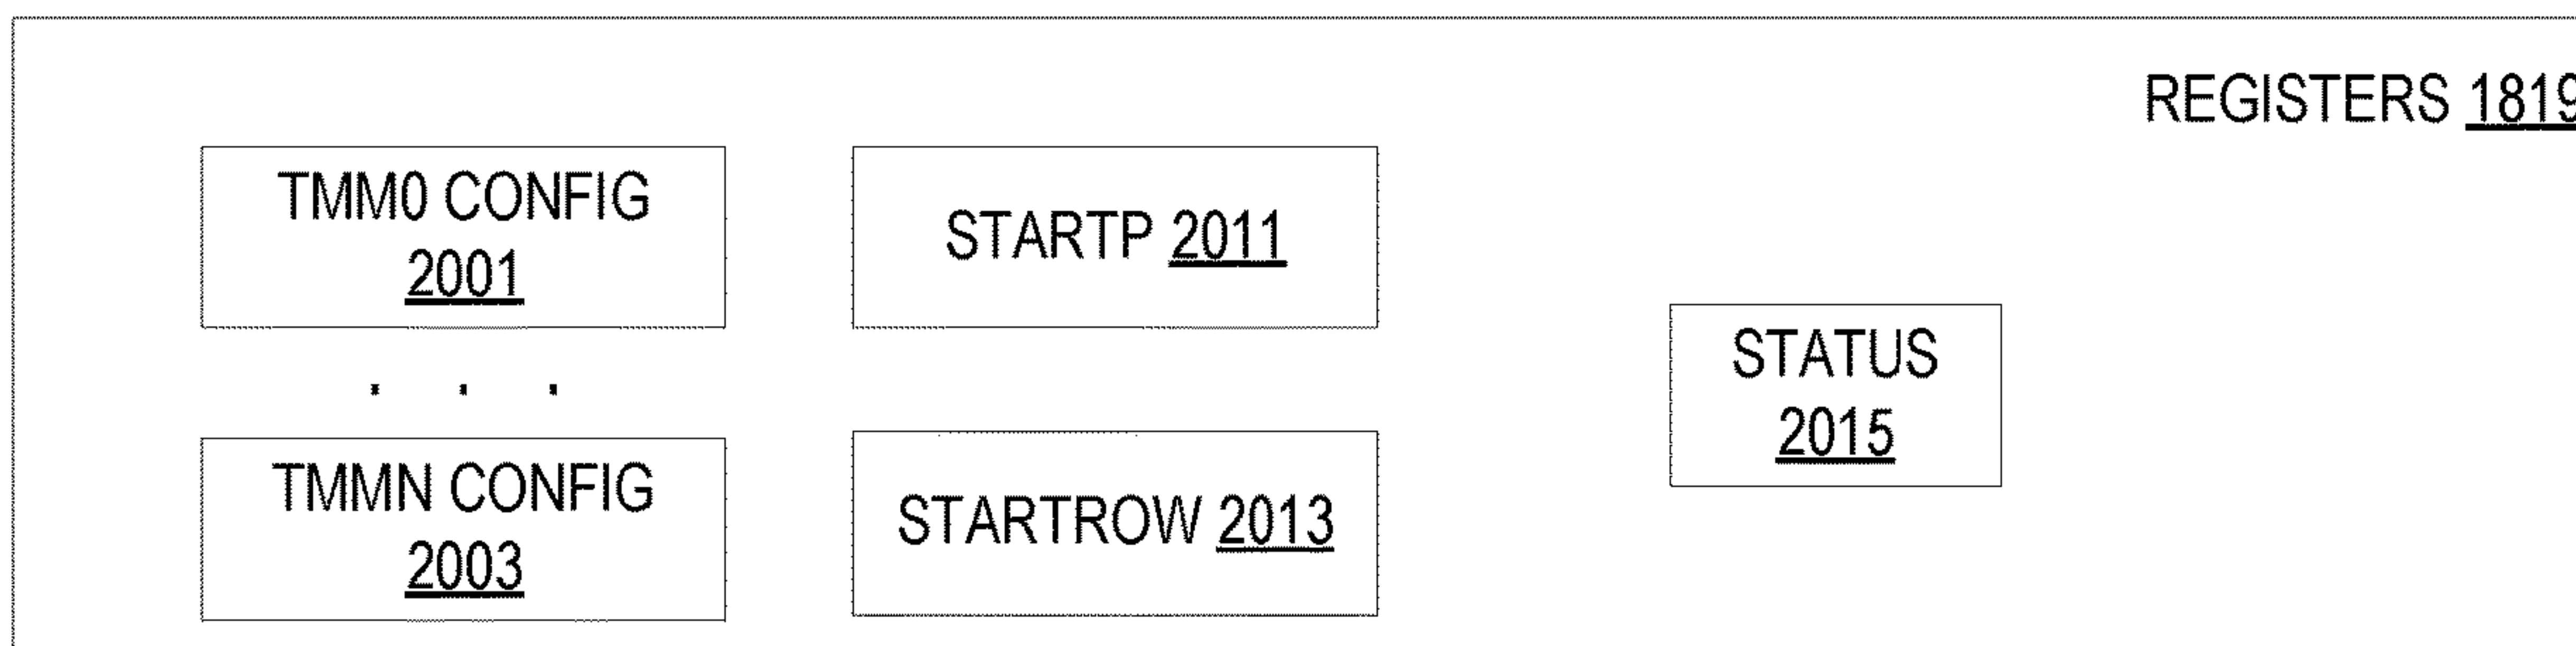 REGISTERS 1819
TMM0 CONFIG
2001
STARTP 2011
. . .
STATUS
2015
TMMN CONFIG
2003
STARTROW 2013